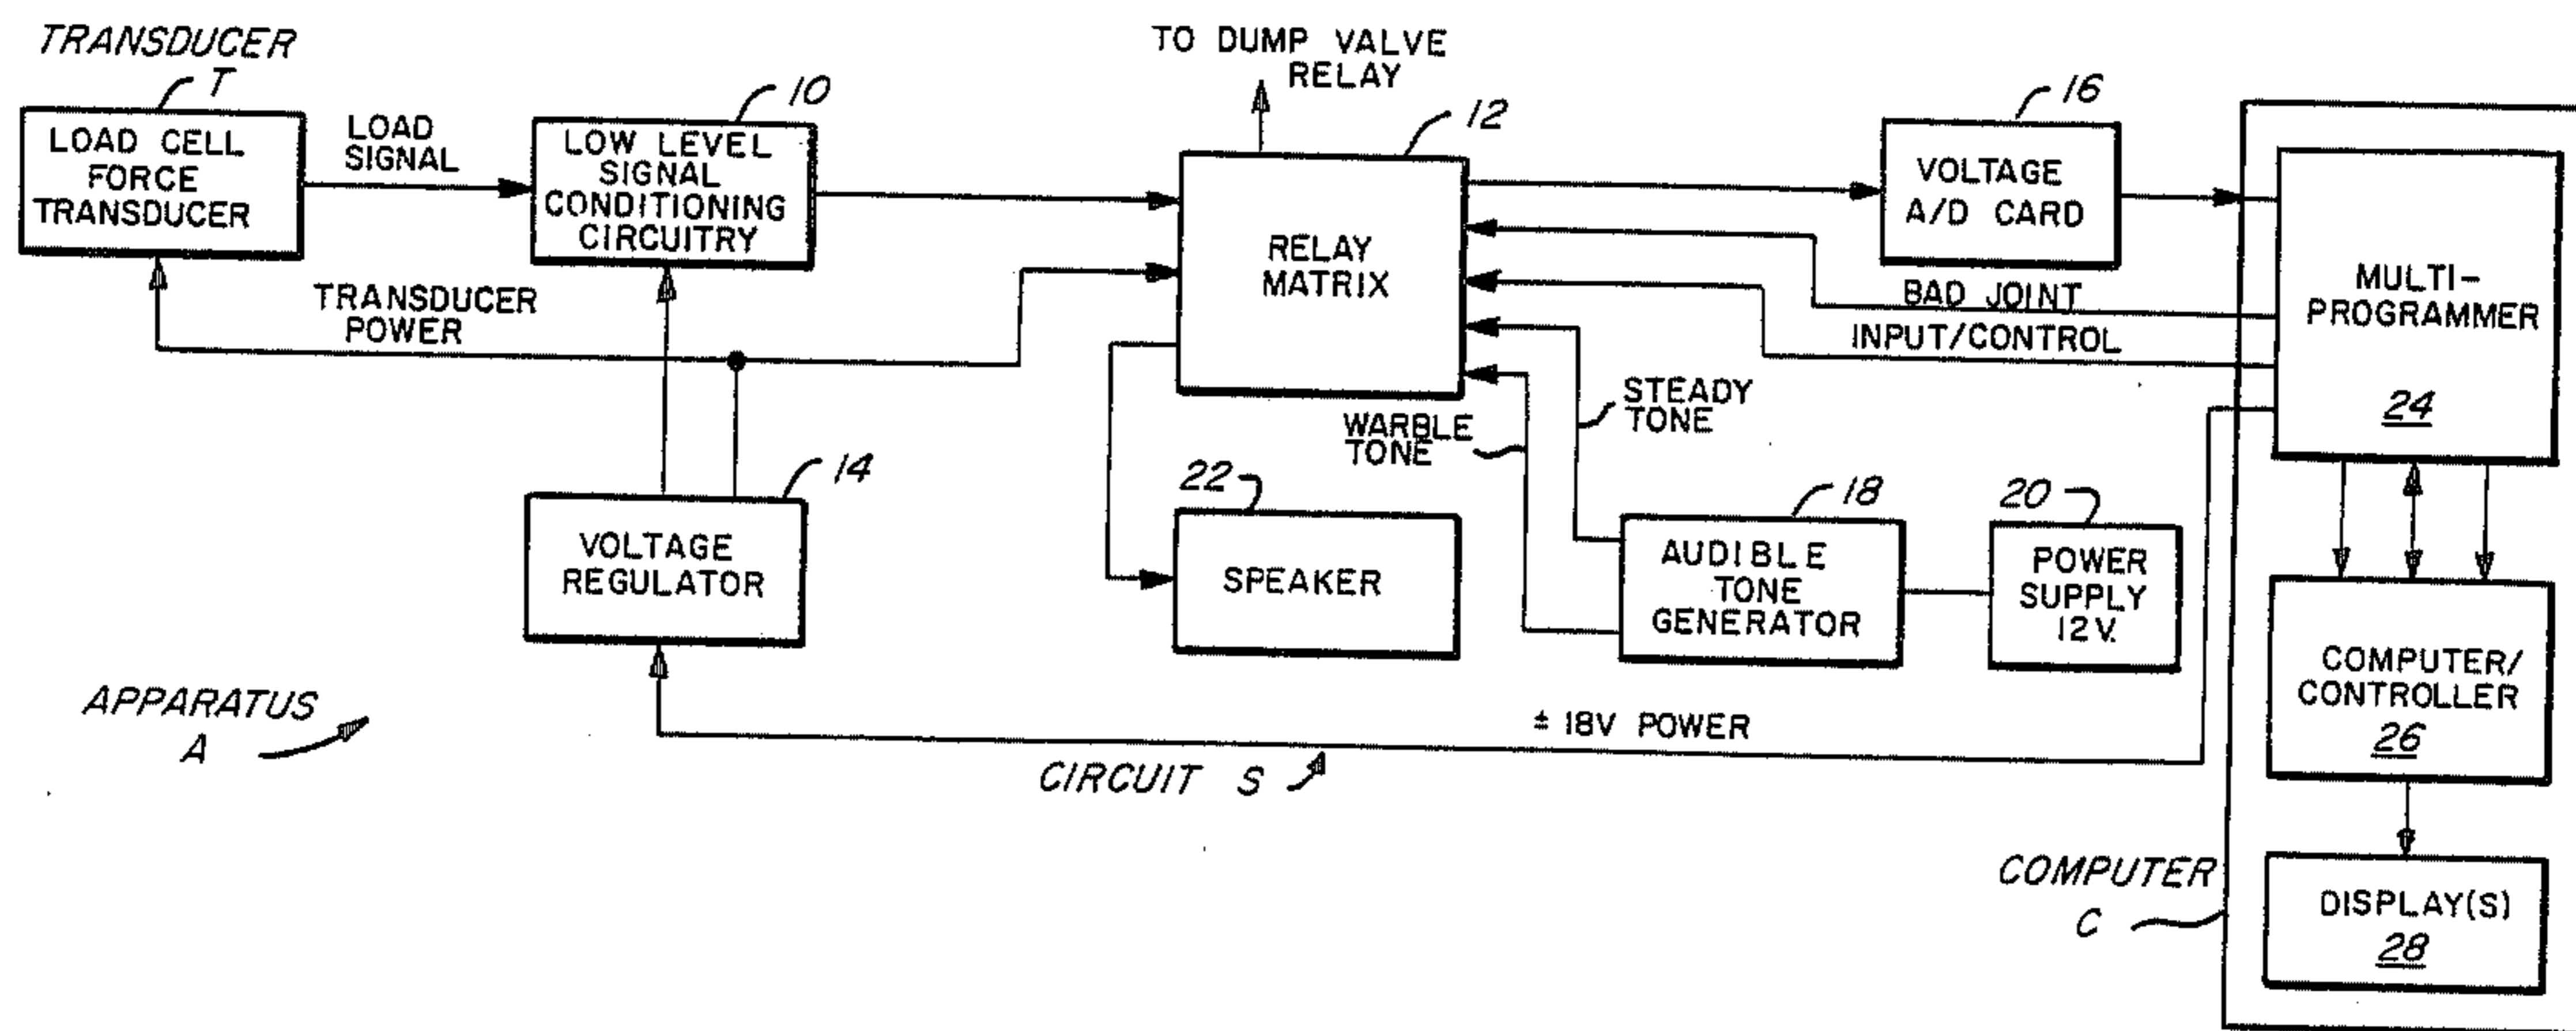 TRANSDUCER
T
LOAD CELL
FORCE
TRANSDUCER
LOAD
SIGNAL
10
LOW LEVEL
SIGNAL
CONDITIONING
CIRCUITRY
TRANSDUCER
POWER
14
VOLTAGE
REGULATOR
TO DUMP VALVE
RELAY
12
RELAY
MATRIX
16
VOLTAGE
A/D CARD
BAD JOINT
INPUT/CONTROL
STEADY
TONE
WARBLE
TONE
22
SPEAKER
18
AUDIBLE
TONE
GENERATOR
20
POWER
SUPPLY
12V.
MULTI-
PROGRAMMER
24
COMPUTER/
CONTROLLER
26
DISPLAY(S)
28
± 18V POWER
CIRCUIT S
APPARATUS
A
COMPUTER
C